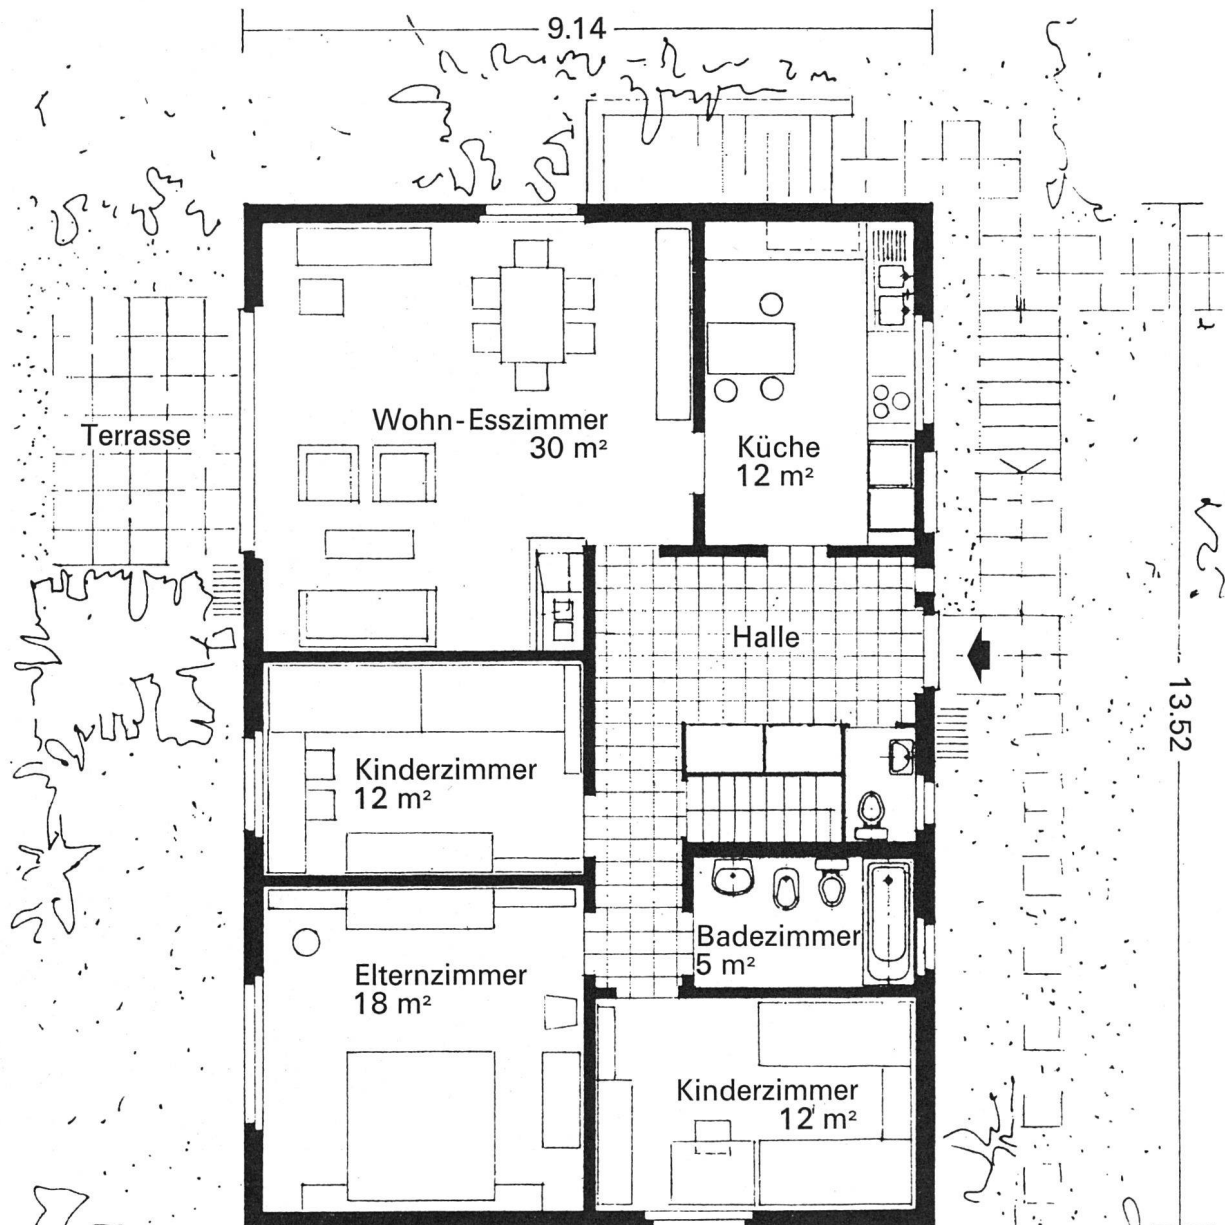 9.14
Terrasse
Wohn-Esszimmer
30 m²
Küche
12 m²
Halle
13.52
Kinderzimmer
12 m²
Badezimmer
5 m²
Elternzimmer
18 m²
Kinderzimmer
12 m²